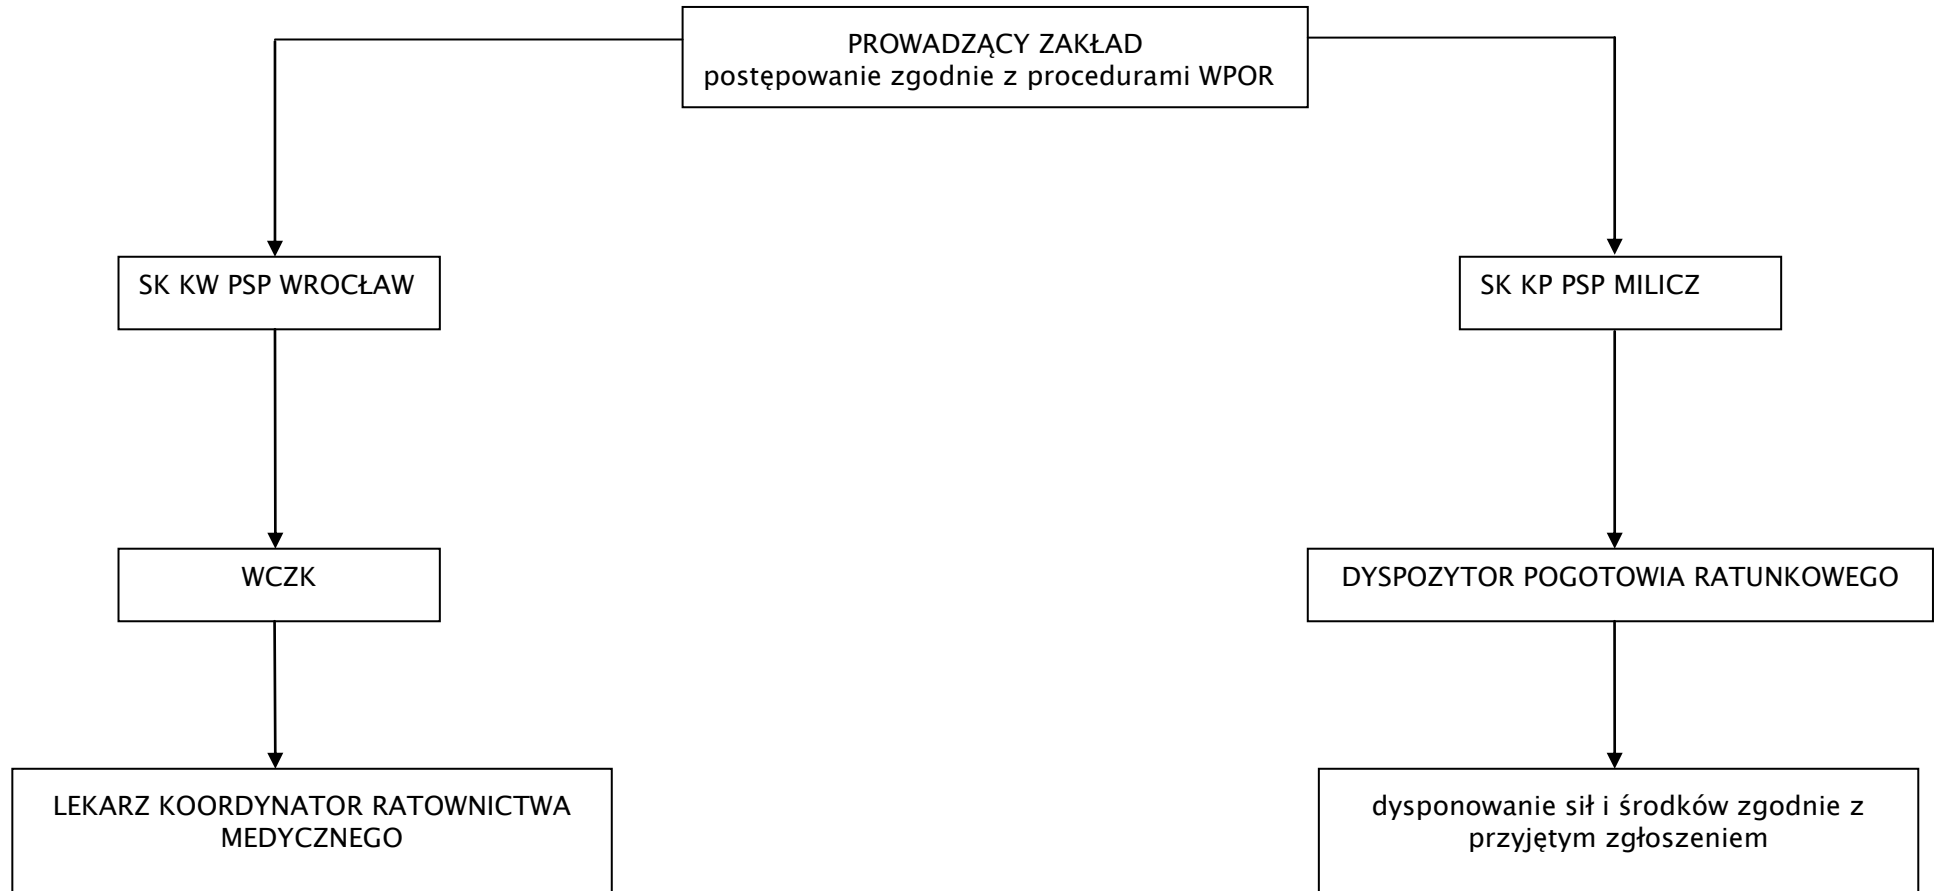 PROWADZĄCY ZAKŁAD
postępowanie zgodnie z procedurami WPOR
SK KW PSP WROCŁAW
SK KP PSP MILICZ
WCZK
DYSPOZYTOR POGOTOWIA RATUNKOWEGO
LEKARZ KOORDYNATOR RATOWNICTWA
MEDYCZNEGO
dysponowanie sił i środków zgodnie z
przyjętym zgłoszeniem